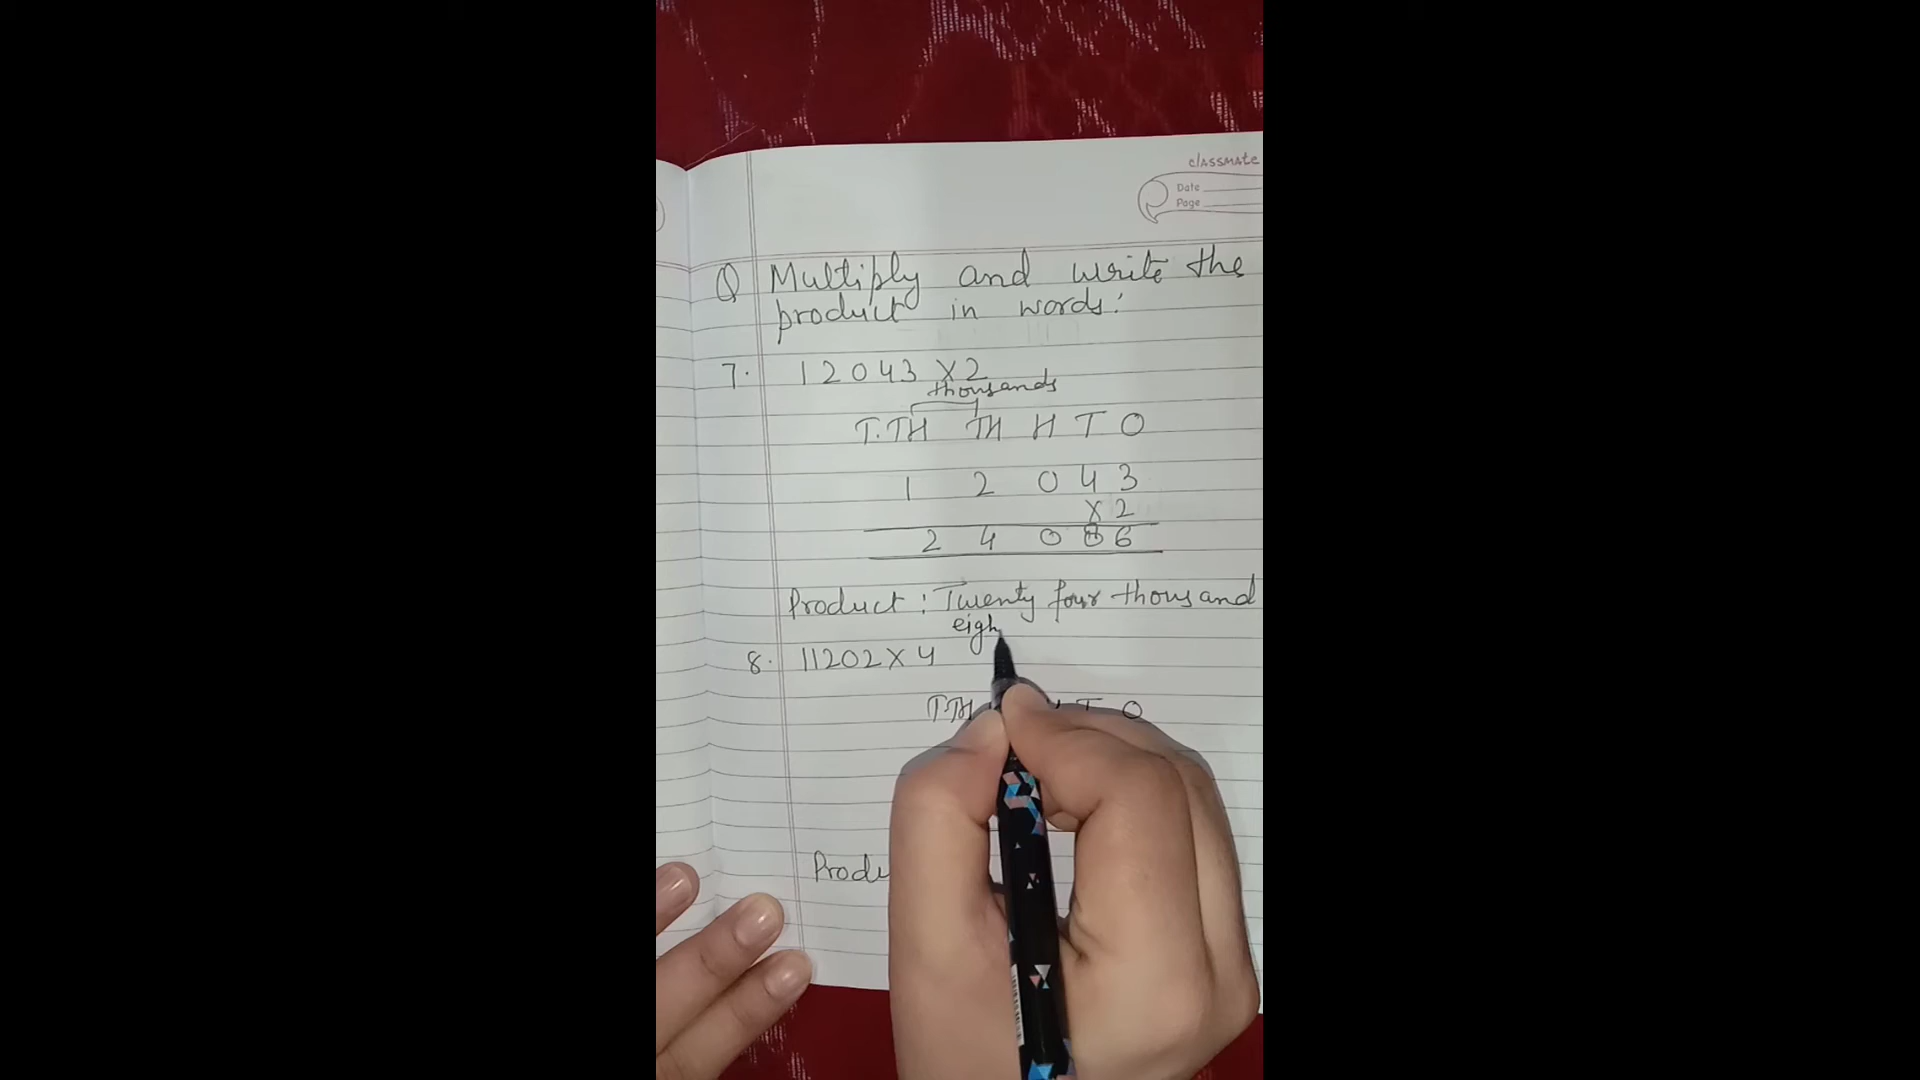 classmate
Date
Page
Q Multiply and write the
product in words:
7. 12043 X 2
thousands
T.TH TH H T O
1 2 0 4 3
X 2
2 4 0 8 6
Product : Twenty four thousand
eigh
8. 11202 X 4
T.TH T O
Produ